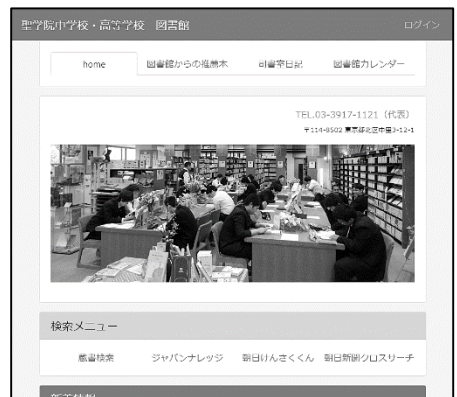 聖学院中学校・高等学校 図書館 ログイン
home 図書館からの推薦本 司書室日記 図書館カレンダー
TEL.03-3917-1121（代表）
〒114-8502 東京都北区中里3-12-1
検索メニュー
蔵書検索 ジャパンナレッジ 朝日けんさくくん 朝日新聞クロスリーチ